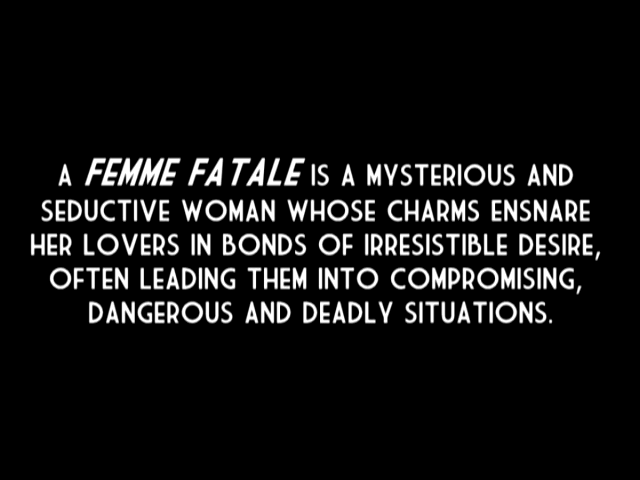 A FEMME FATALE IS A MYSTERIOUS AND
SEDUCTIVE WOMAN WHOSE CHARMS ENSNARE
HER LOVERS IN BONDS OF IRRESISTIBLE DESIRE,
OFTEN LEADING THEM INTO COMPROMISING,
DANGEROUS AND DEADLY SITUATIONS.